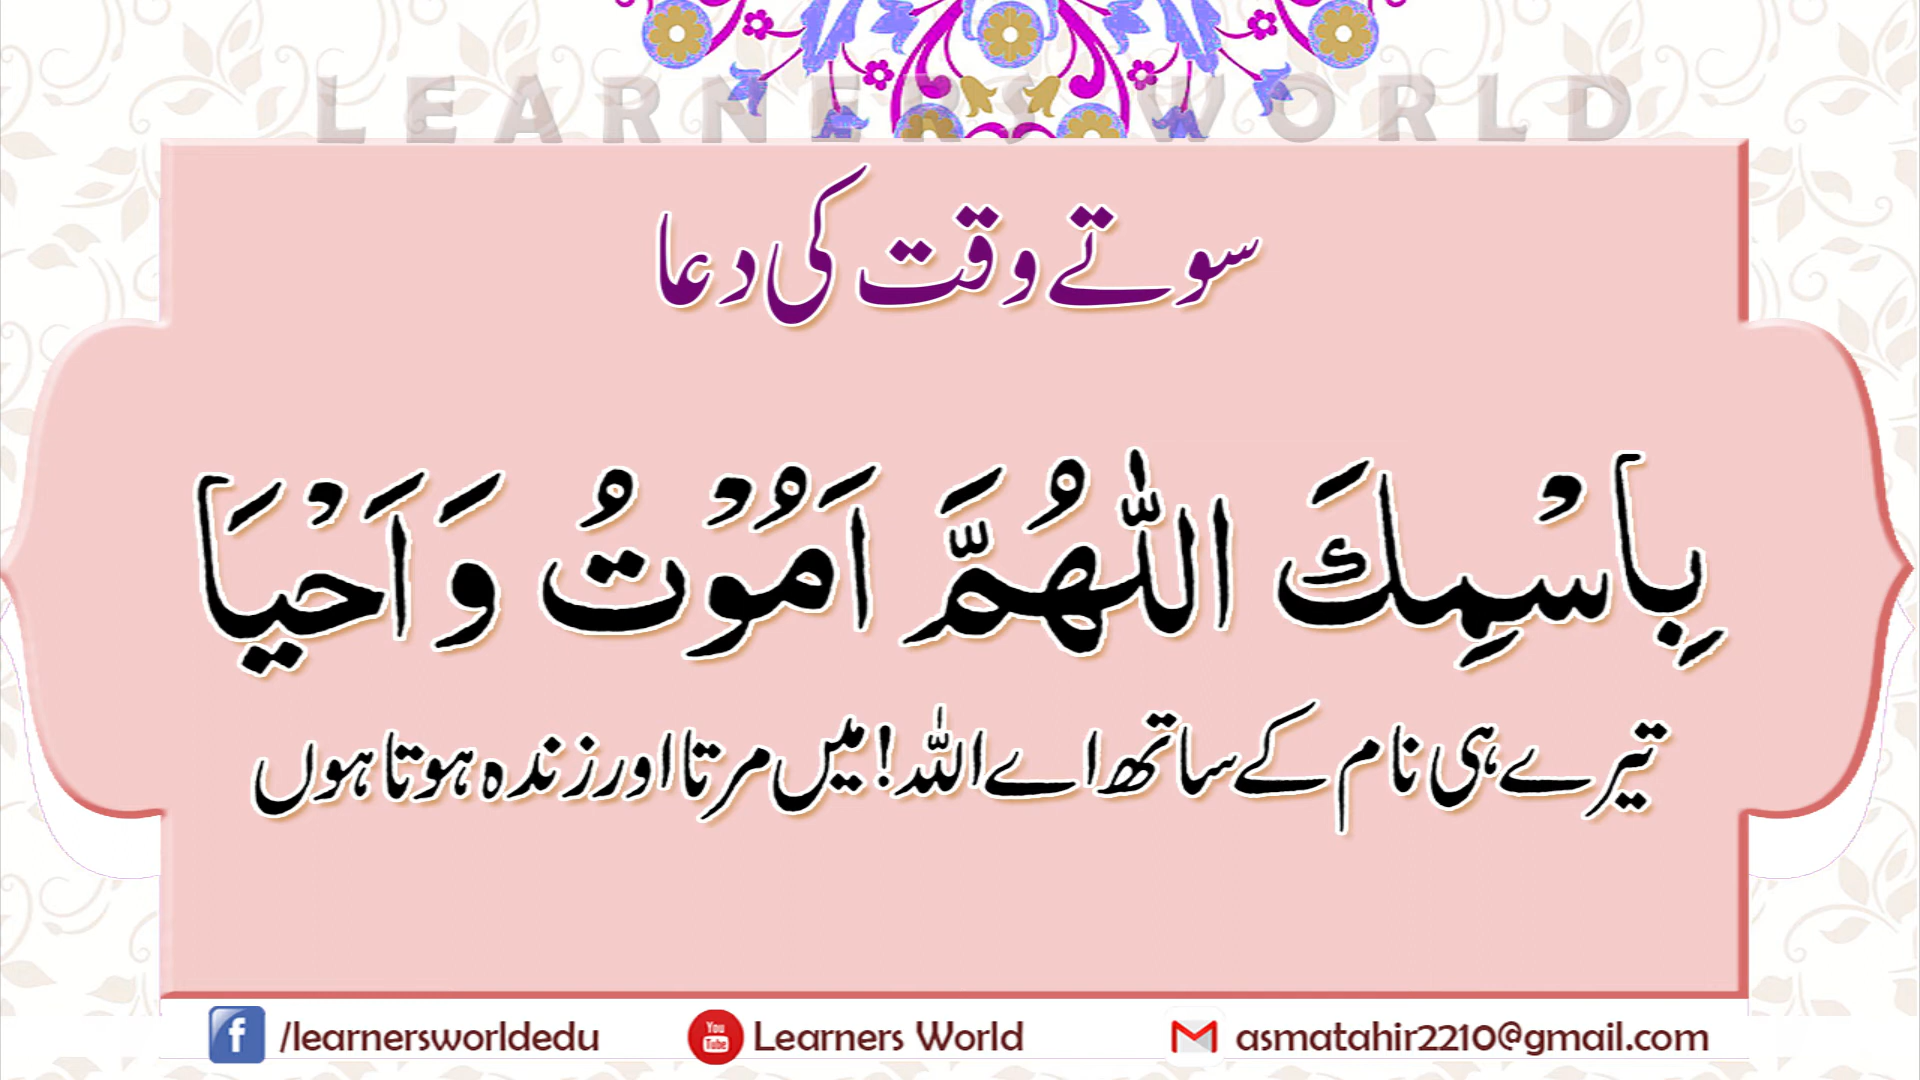 LEARNERS WORLD
سوتے وقت کی دعا
بِاسْمِكَ اللّٰهُمَّ اَمُوْتُ وَاَحْيَا
تیرے ہی نام کے ساتھ اے اللہ! میں مرتا اور زندہ ہوتا ہوں
f /learnersworldedu You Tube Learners World asmatahir2210@gmail.com